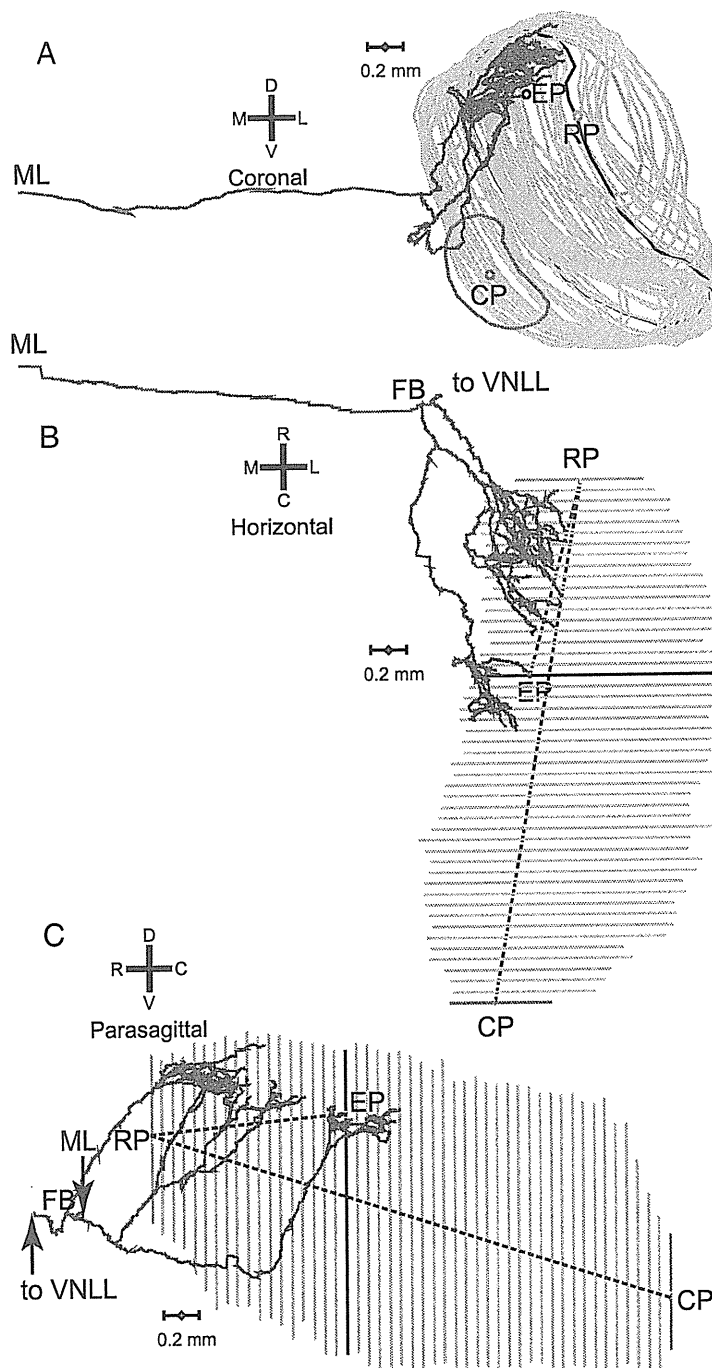 A
0.2 mm
D
M L
V
Coronal
ML
EP
RP
CP
ML
FB to VNLL
B
R
M L
C
Horizontal
RP
0.2 mm
EP
CP
C
D
R C
V
Parasagittal
EP
ML
RP
FB
to VNLL
CP
0.2 mm